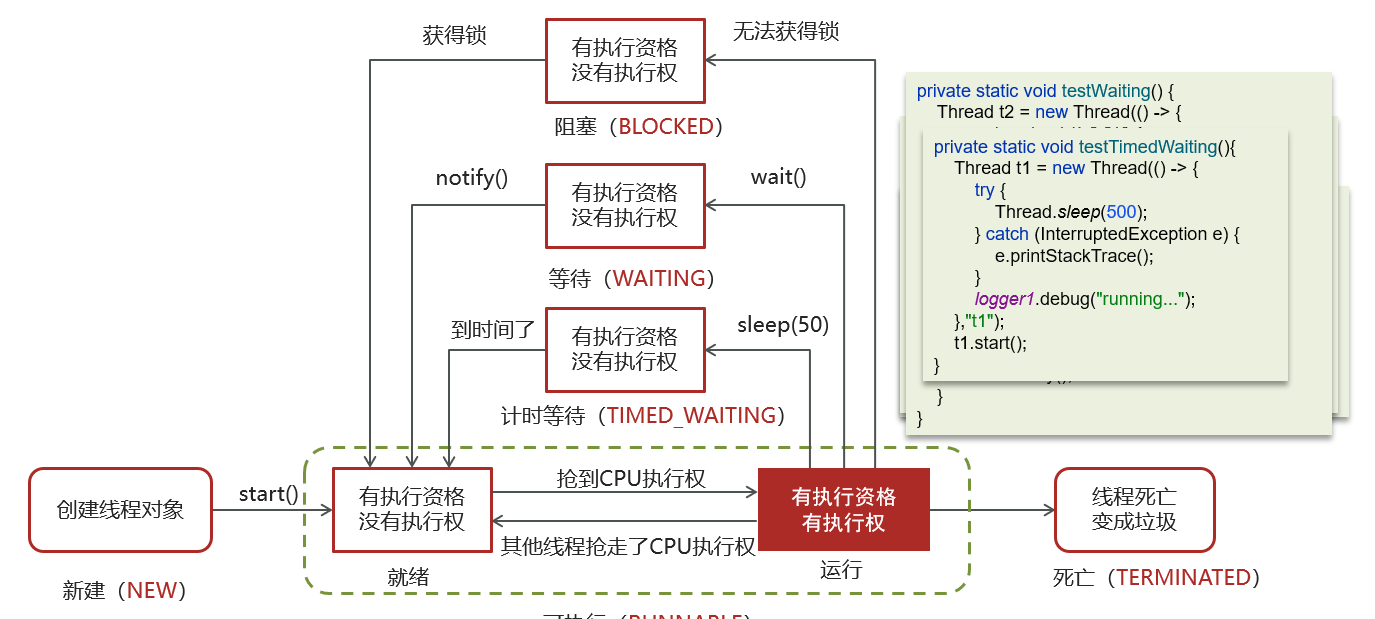 获得锁
有执行资格
没有执行权
无法获得锁
阻塞（BLOCKED）
notify()
有执行资格
没有执行权
wait()
等待（WAITING）
到时间了
有执行资格
没有执行权
sleep(50)
计时等待（TIMED_WAITING）
private static void testWaiting() {
Thread t2 = new Thread(() -> {
private static void testTimedWaiting(){
Thread t1 = new Thread(() -> {
try {
Thread.sleep(500);
} catch (InterruptedException e) {
e.printStackTrace();
}
logger1.debug("running...");
},"t1");
t1.start();
}
}
}
创建线程对象
start()
有执行资格
没有执行权
抢到CPU执行权
其他线程抢走了CPU执行权
有执行资格
有执行权
线程死亡
变成垃圾
新建（NEW）
就绪
运行
死亡（TERMINATED）